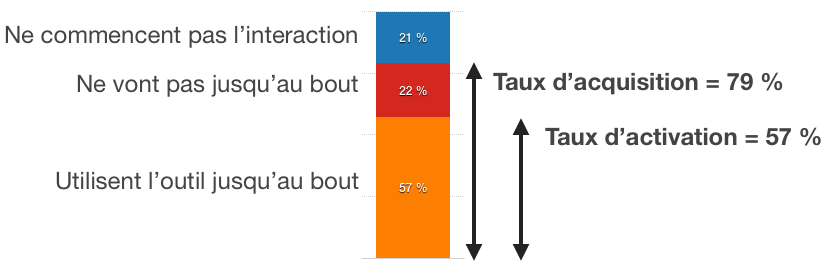 Ne commencent pas l’interaction
21 %
Ne vont pas jusqu’au bout
22 %
Taux d’acquisition = 79 %
Taux d’activation = 57 %
Utilisent l’outil jusqu’au bout
57 %